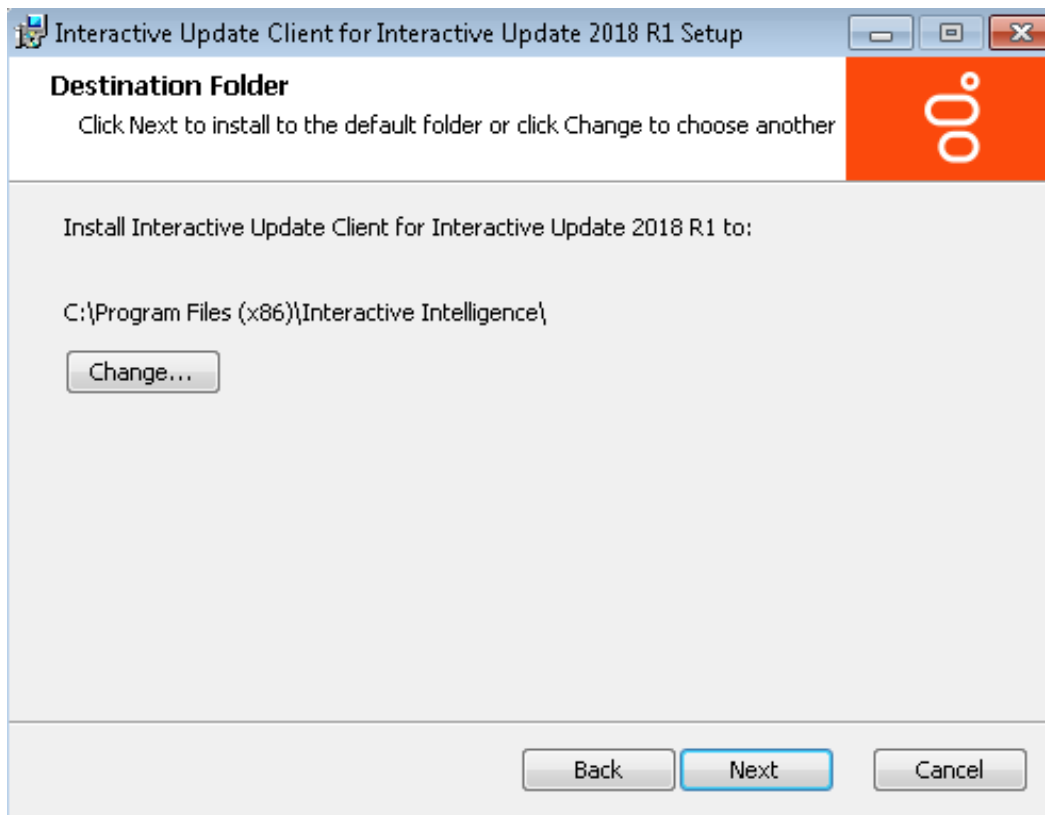 Interactive Update Client for Interactive Update 2018 R1 Setup
Destination Folder
Click Next to install to the default folder or click Change to choose another
Install Interactive Update Client for Interactive Update 2018 R1 to:
C:\Program Files (x86)\Interactive Intelligence\
Change...
Back Next Cancel